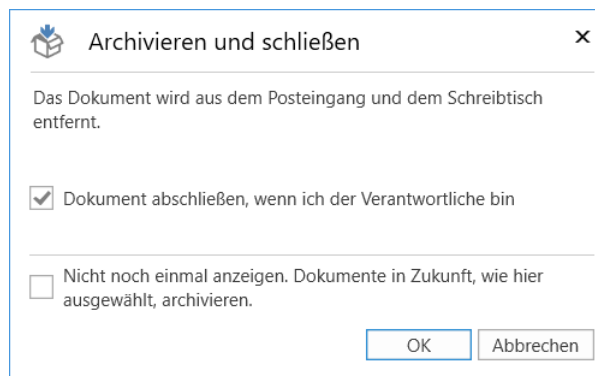 Archivieren und schließen
Das Dokument wird aus dem Posteingang und dem Schreibtisch
entfernt.
Dokument abschließen, wenn ich der Verantwortliche bin
Nicht noch einmal anzeigen. Dokumente in Zukunft, wie hier
ausgewählt, archivieren.
OK Abbrechen